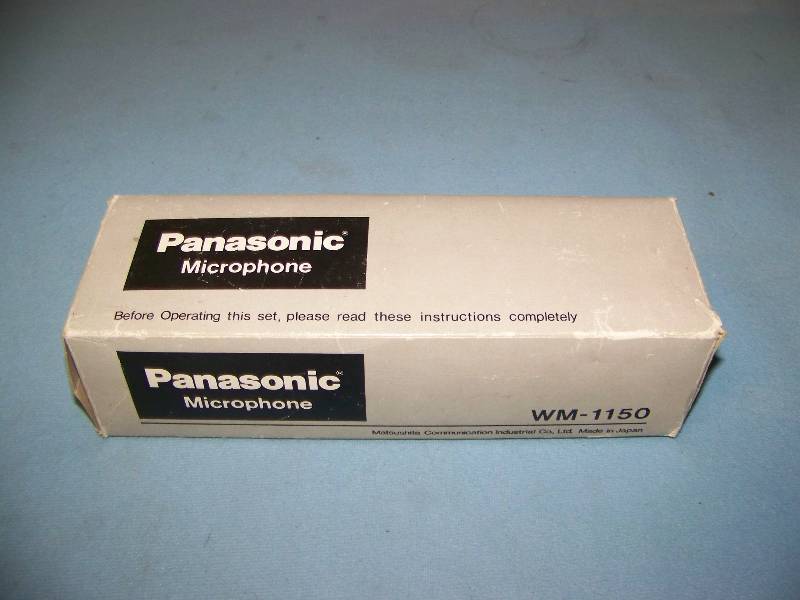 Panasonic®
Microphone
Before Operating this set, please read these instructions completely
Panasonic®
Microphone
WM-1150
Matsushita Communication Industrial Co., Ltd. Made in Japan